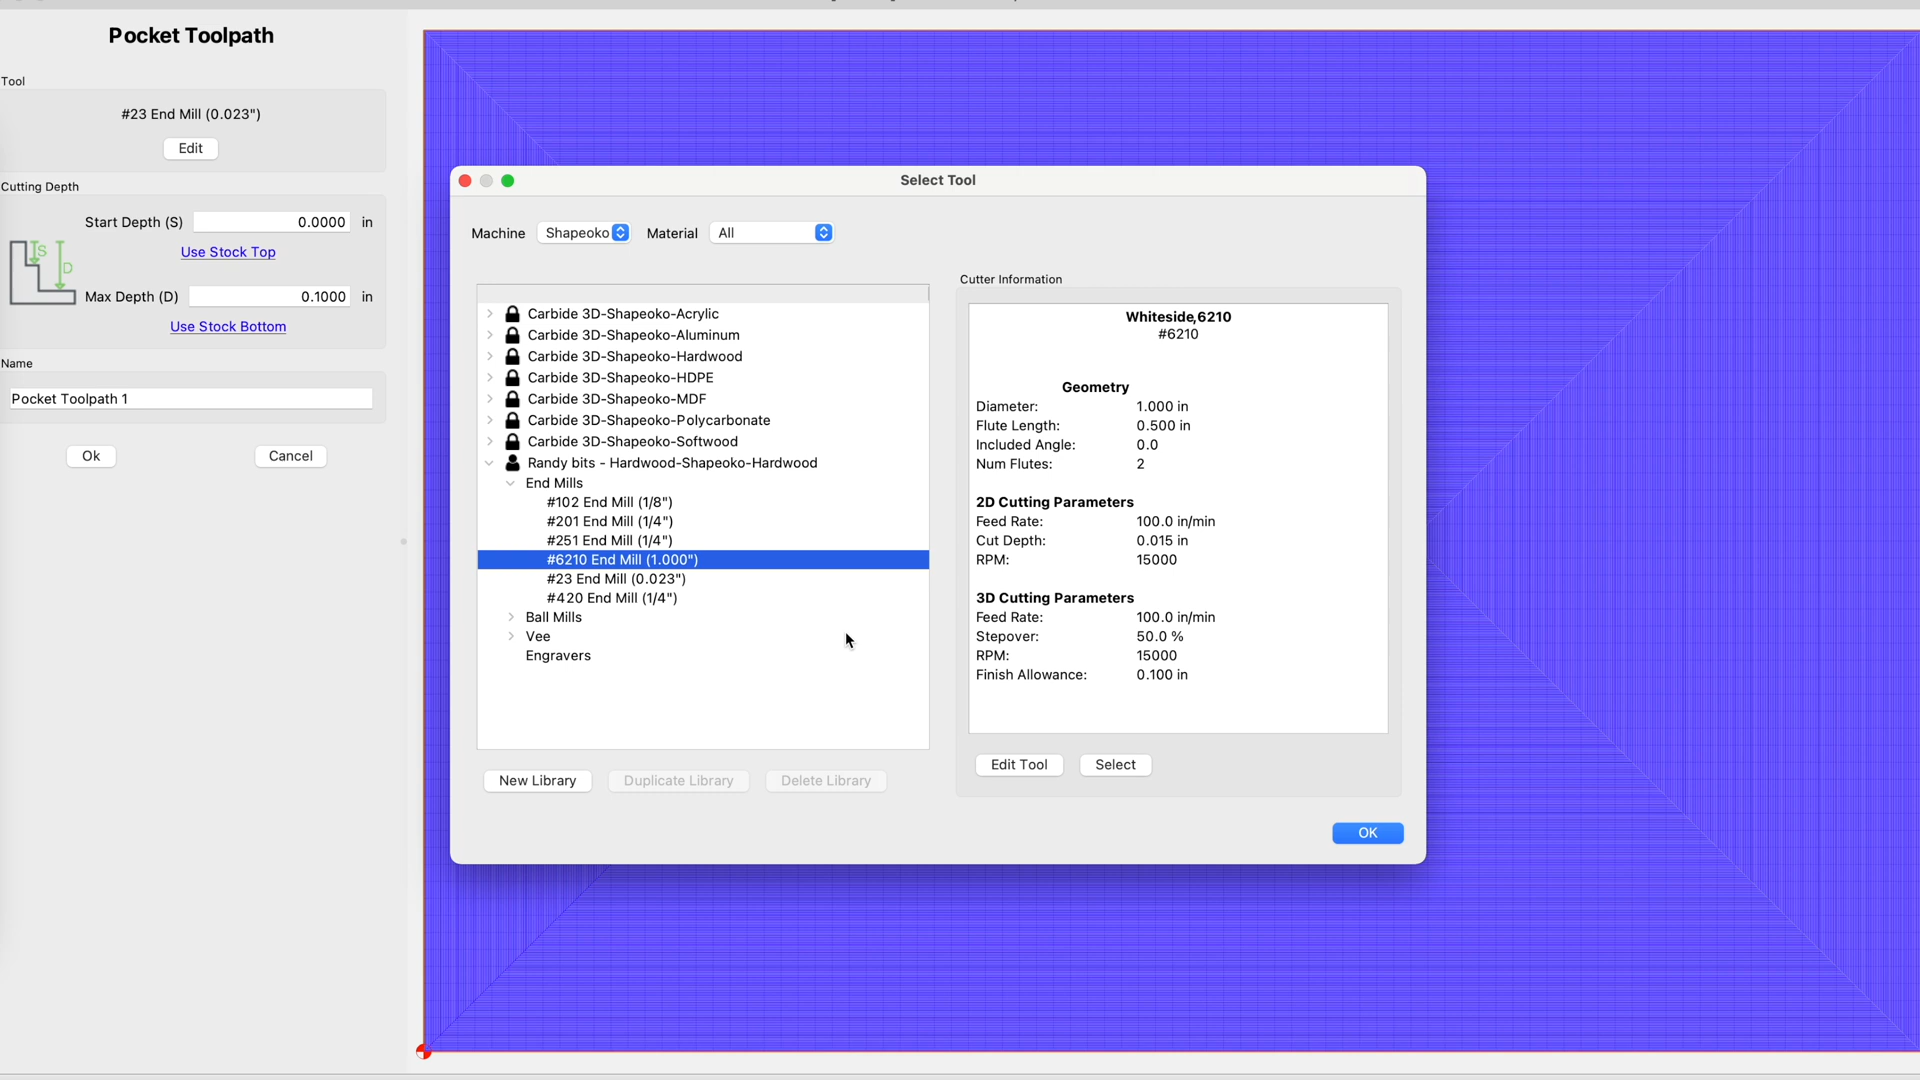 Pocket Toolpath
Tool
#23 End Mill (0.023")
Edit
Cutting Depth
Start Depth (S) 0.0000 in
Use Stock Top
S
D
Max Depth (D) 0.1000 in
Use Stock Bottom
Name
Pocket Toolpath 1
Ok Cancel
Select Tool
Machine Shapeoko Material All
Carbide 3D-Shapeoko-Acrylic
Carbide 3D-Shapeoko-Aluminum
Carbide 3D-Shapeoko-Hardwood
Carbide 3D-Shapeoko-HDPE
Carbide 3D-Shapeoko-MDF
Carbide 3D-Shapeoko-Polycarbonate
Carbide 3D-Shapeoko-Softwood
Randy bits - Hardwood-Shapeoko-Hardwood
End Mills
#102 End Mill (1/8")
#201 End Mill (1/4")
#251 End Mill (1/4")
#6210 End Mill (1.000")
#23 End Mill (0.023")
#420 End Mill (1/4")
Ball Mills
Vee
Engravers
New Library Duplicate Library Delete Library
Cutter Information
Whiteside,6210
#6210
Geometry
Diameter: 1.000 in
Flute Length: 0.500 in
Included Angle: 0.0
Num Flutes: 2
2D Cutting Parameters
Feed Rate: 100.0 in/min
Cut Depth: 0.015 in
RPM: 15000
3D Cutting Parameters
Feed Rate: 100.0 in/min
Stepover: 50.0 %
RPM: 15000
Finish Allowance: 0.100 in
Edit Tool Select
OK